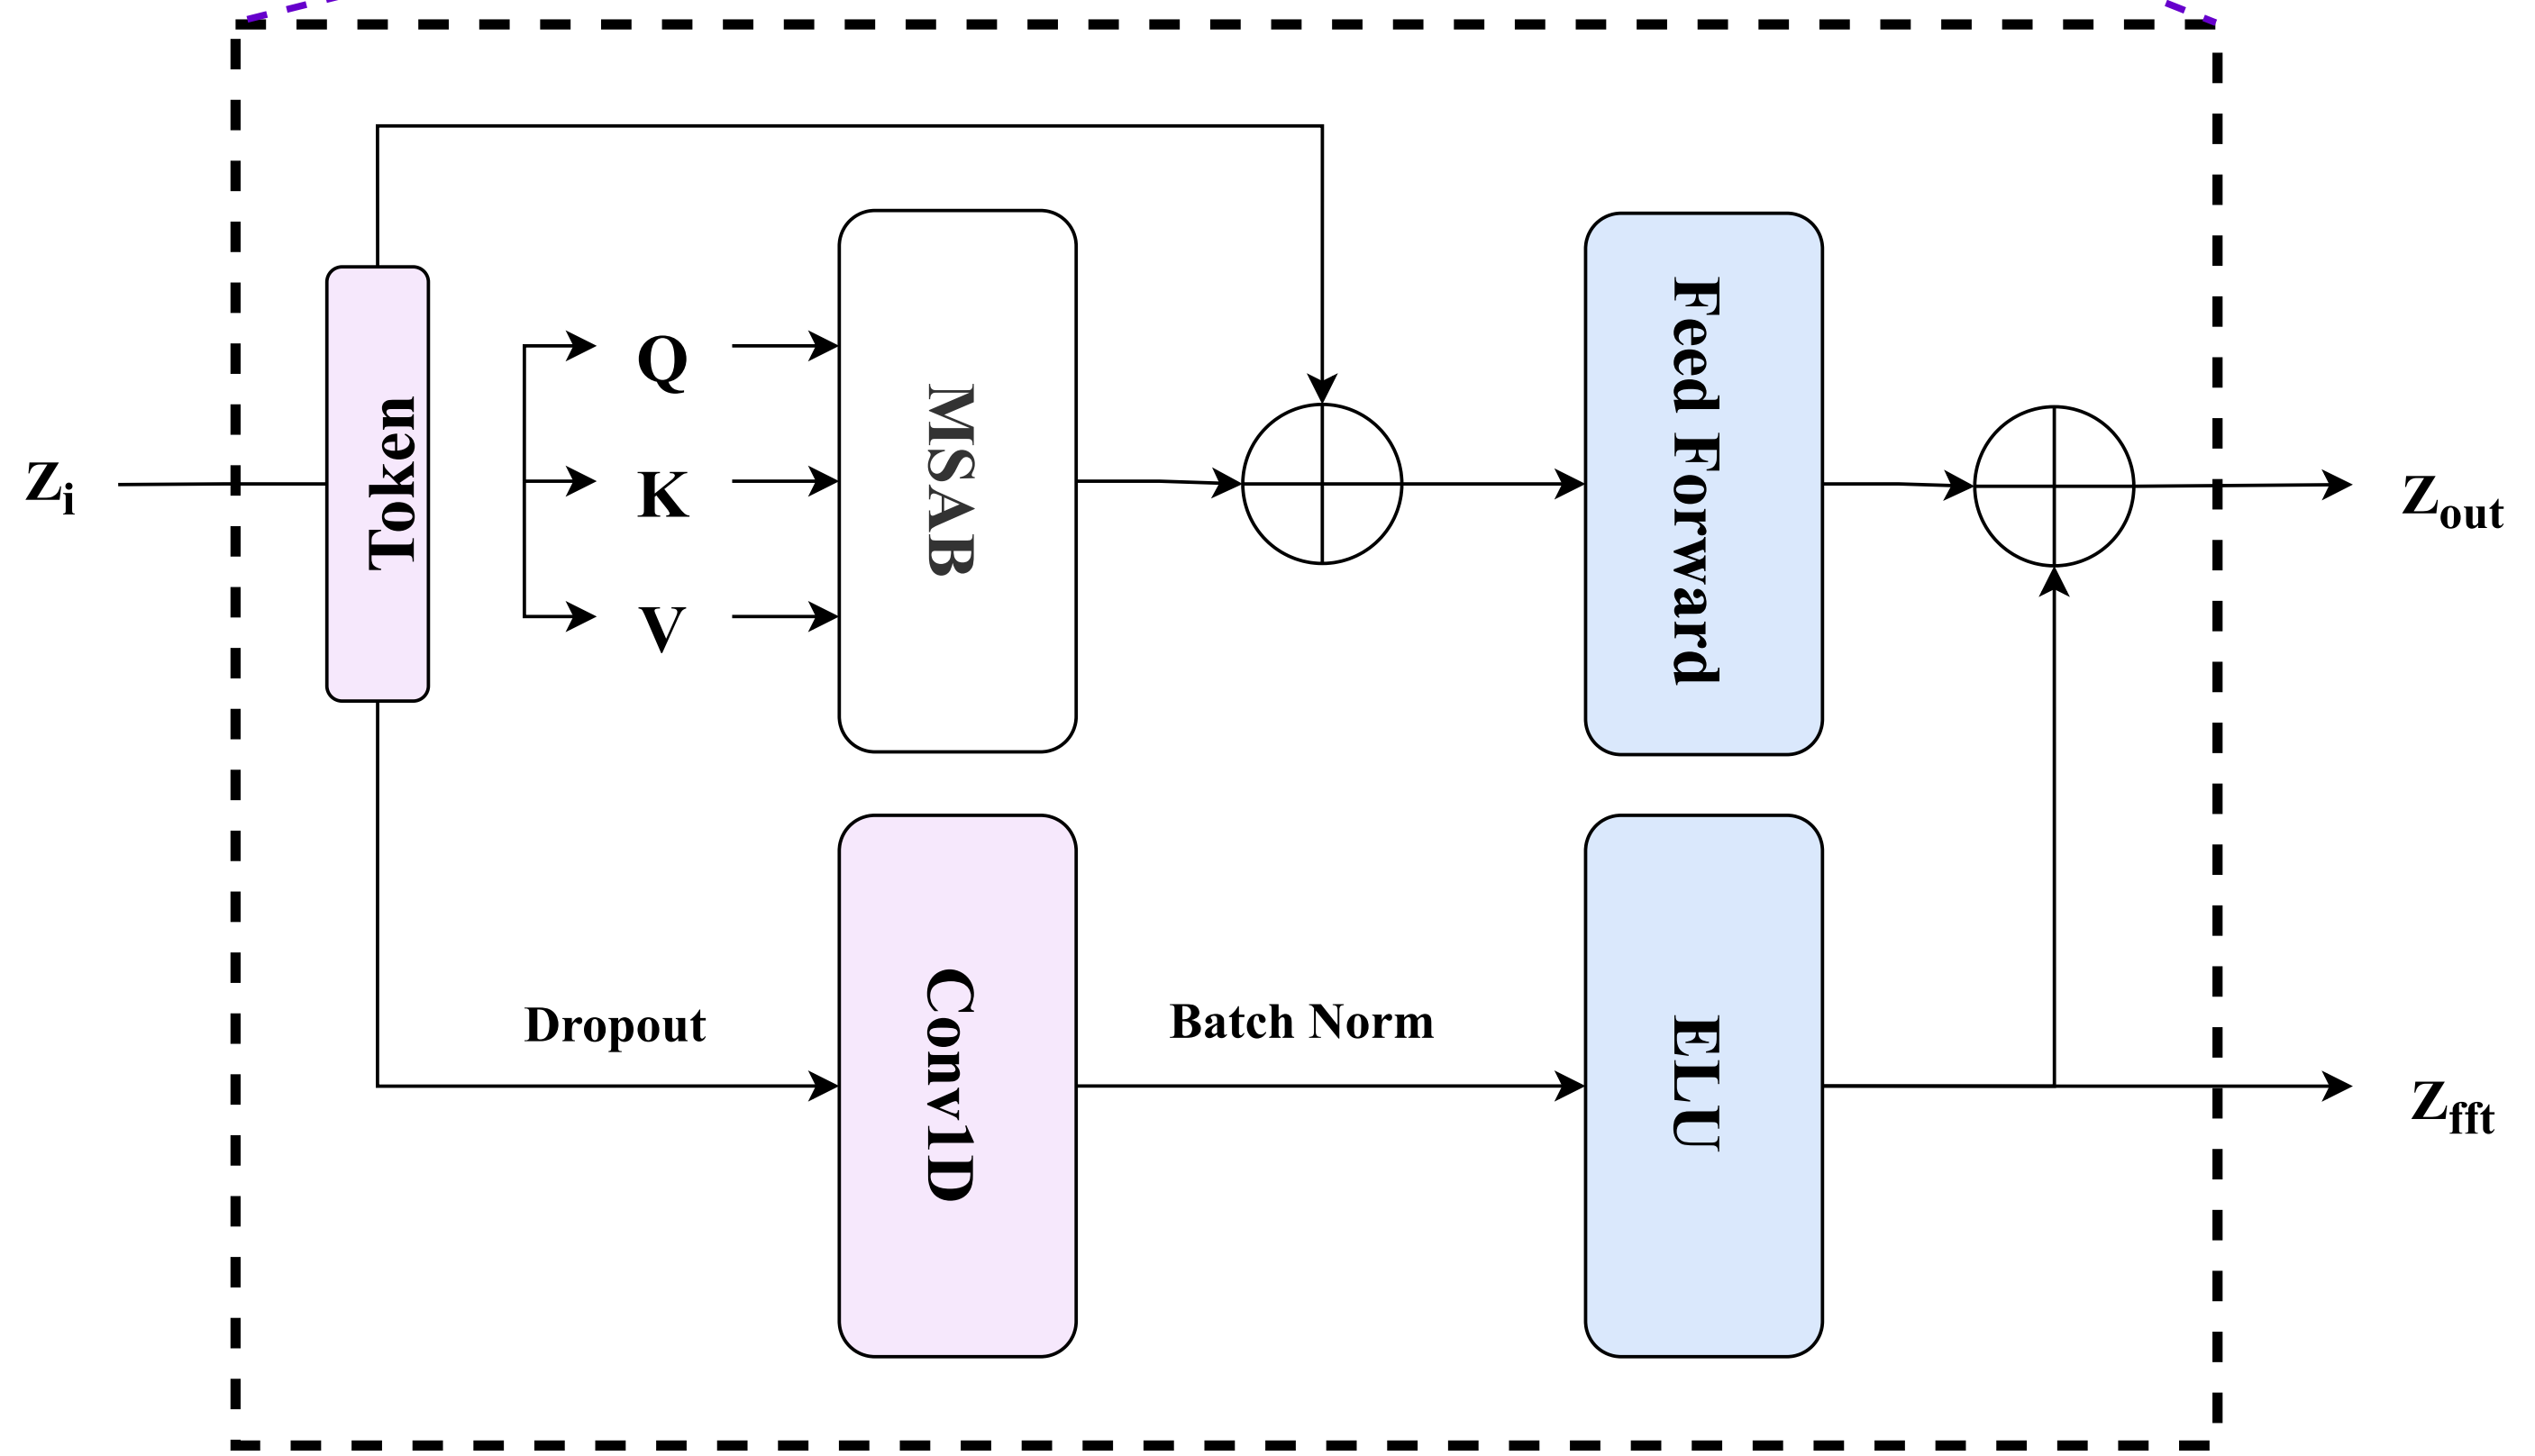 Zi
Token
Q
K
V
MSAB
Feed Forward
Zout
Dropout
Conv1D
Batch Norm
ELU
Zfft